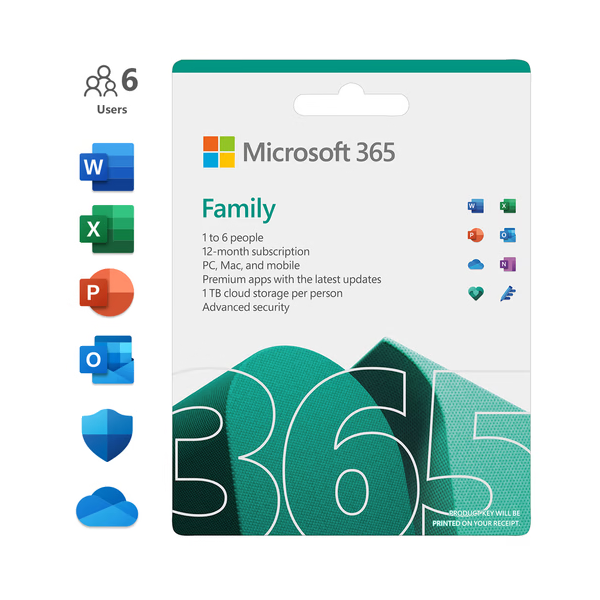 6
Users
W
X
P
O
Microsoft 365
Family
1 to 6 people
12-month subscription
PC, Mac, and mobile
Premium apps with the latest updates
1 TB cloud storage per person
Advanced security
W X
P O
N
365
PRODUCT KEY WILL BE
PRINTED ON YOUR RECEIPT.